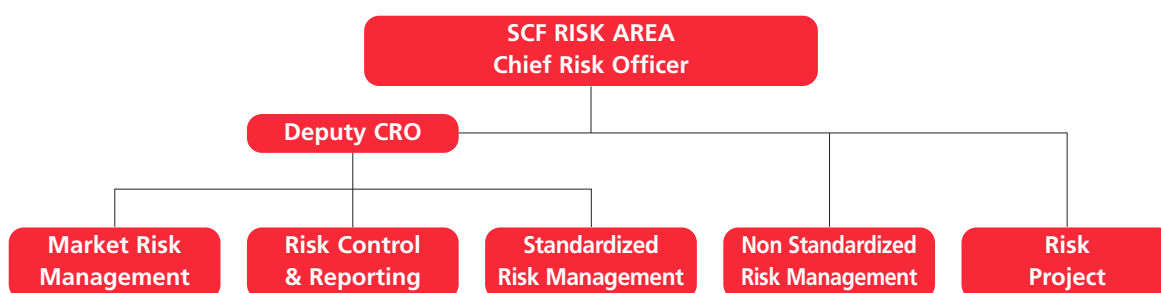 SCF RISK AREA
Chief Risk Officer
Deputy CRO
Market Risk
Management
Risk Control
& Reporting
Standardized
Risk Management
Non Standardized
Risk Management
Risk
Project